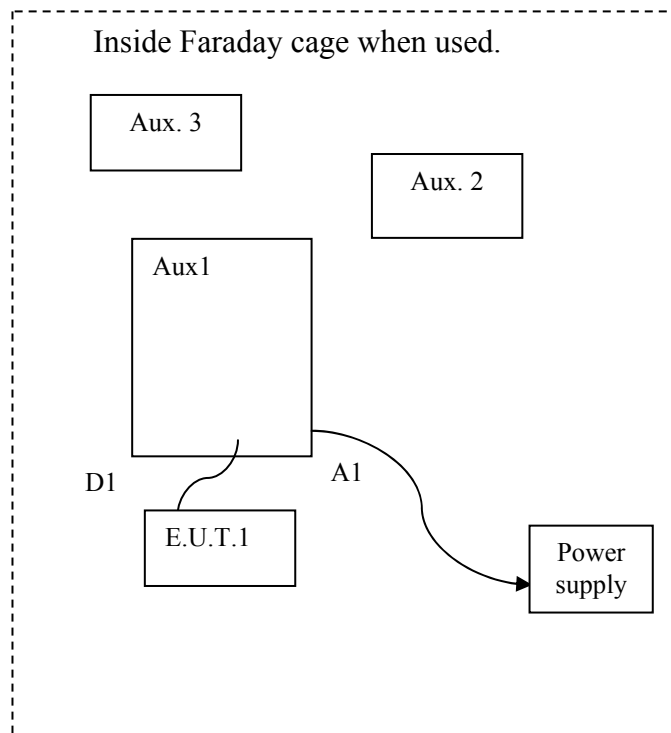 Inside Faraday cage when used.
Aux. 3
Aux. 2
Aux1
D1
A1
E.U.T.1
Power
supply